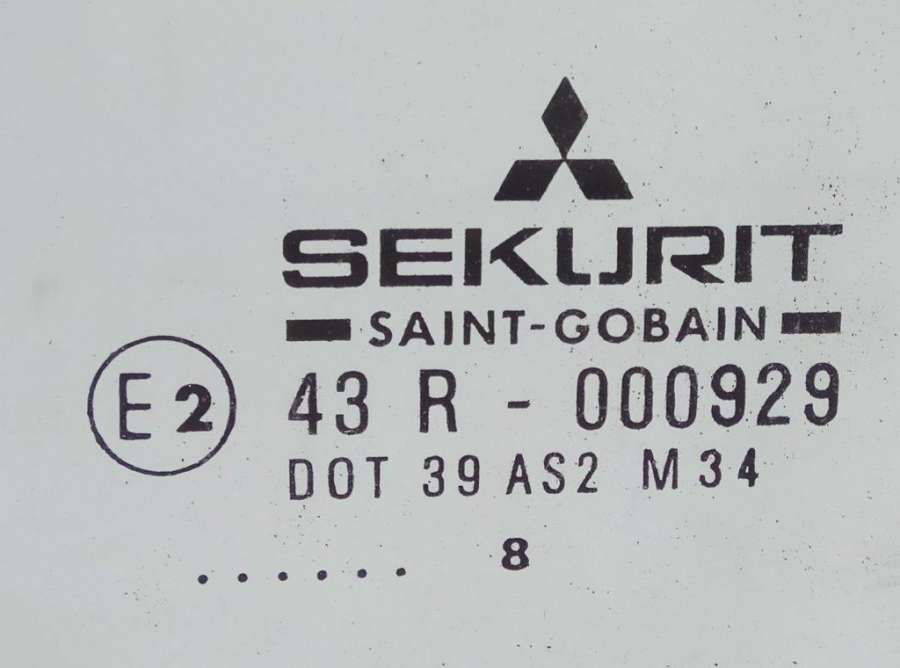 SEKURIT
SAINT-GOBAIN
E2 43 R - 000929
DOT 39 AS2 M34
...... 8